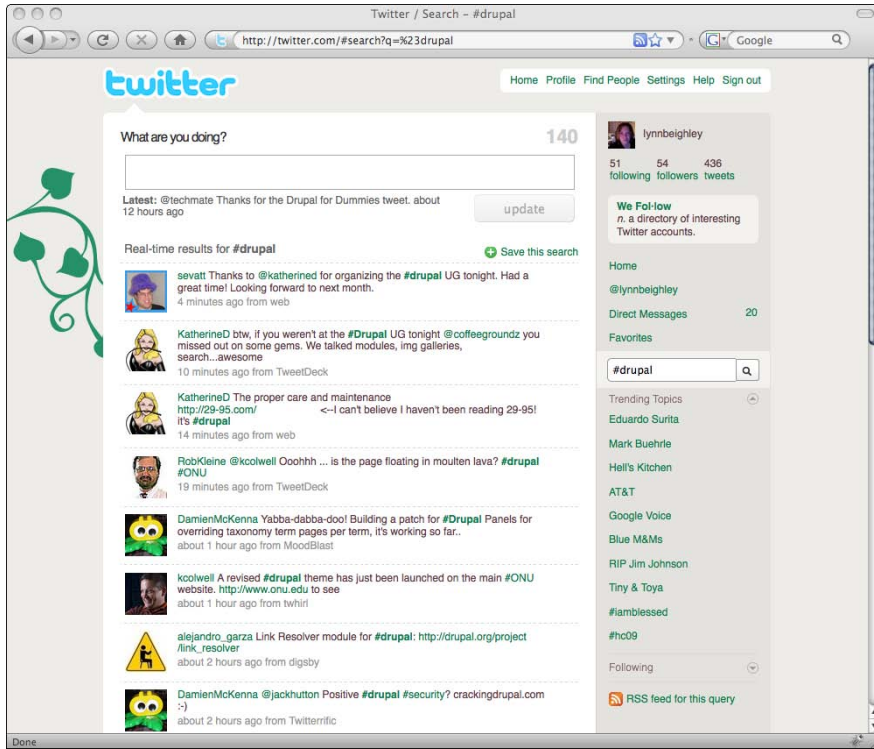 Twitter / Search – #drupal
http://twitter.com/#search?q=%23drupal
Google
twitter
Home Profile Find People Settings Help Sign out
What are you doing?
140
Latest: @techmate Thanks for the Drupal for Dummies tweet. about
12 hours ago
update
Real-time results for #drupal
Save this search
sevatt Thanks to @katherined for organizing the #drupal UG tonight. Had a
great time! Looking forward to next month.
4 minutes ago from web
KatherineD btw, if you weren't at the #Drupal UG tonight @coffeegroundz you
missed out on some gems. We talked modules, img galleries,
search...awesome
10 minutes ago from TweetDeck
KatherineD The proper care and maintenance
http://29-95.com/ <--I can't believe I haven't been reading 29-95!
it's #drupal
14 minutes ago from web
RobKleine @kcolwell Ooohhh ... is the page floating in moulten lava? #drupal
#ONU
19 minutes ago from TweetDeck
DamienMcKenna Yabba-dabba-doo! Building a patch for #Drupal Panels for
overriding taxonomy term pages per term, it's working so far..
about 1 hour ago from MoodBlast
kcolwell A revised #drupal theme has just been launched on the main #ONU
website. http://www.onu.edu to see
about 1 hour ago from twhirl
alejandro_garza Link Resolver module for #drupal: http://drupal.org/project
/link_resolver
about 2 hours ago from digsby
DamienMcKenna @jackhutton Positive #drupal #security? crackingdrupal.com
:-)
about 2 hours ago from Twitterrific
lynnbeighley
51 54 436
following followers tweets
We Fol·low
n. a directory of interesting
Twitter accounts.
Home
@lynnbeighley
Direct Messages 20
Favorites
#drupal
Trending Topics
Eduardo Surita
Mark Buehrle
Hell's Kitchen
AT&T
Google Voice
Blue M&Ms
RIP Jim Johnson
Tiny & Toya
#iamblessed
#hc09
Following
RSS feed for this query
Done